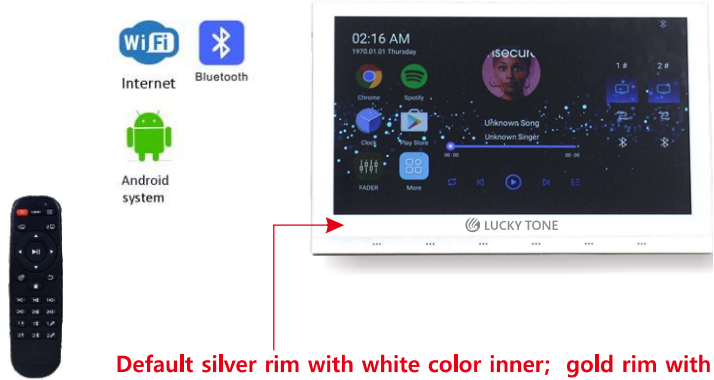 WiFi
Internet
Bluetooth
Android
system
02:16 AM
1970.01.01 Thursday
Chrome
Spotify
Clock
Play Store
FADER
More
Unknown Song
Unknown Singer
00:00
00:00
1#
2#
LUCKY TONE
Default silver rim with white color inner; gold rim with